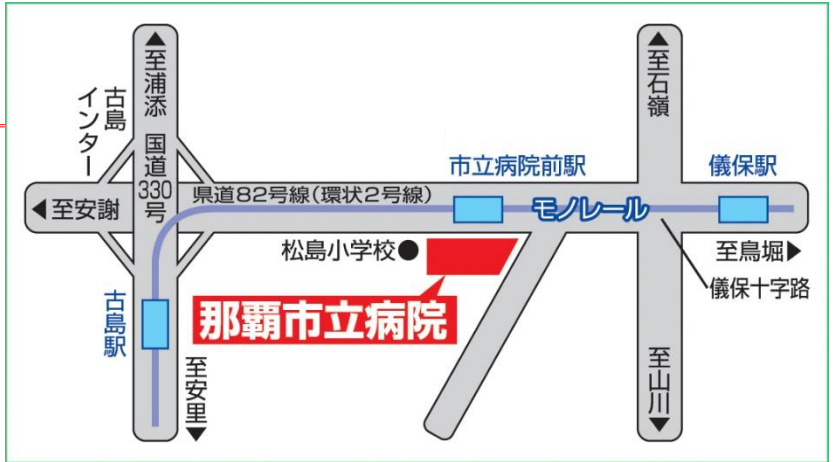 ▲至浦添
国道330号
古島
インター
◀至安謝
県道82号線(環状2号線)
市立病院前駅
モノレール
儀保駅
▲至石嶺
松島小学校●
至鳥堀▶
儀保十字路
那覇市立病院
古島駅
至安里▼
至山川▼